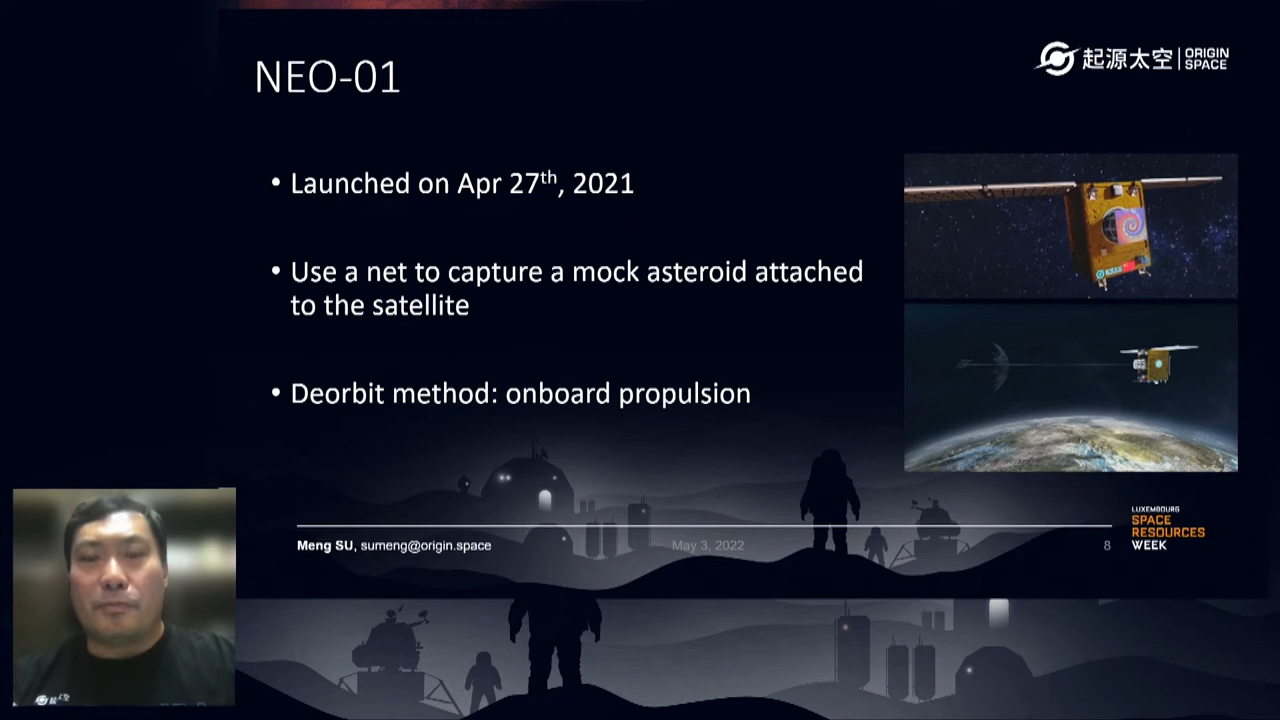 NEO-01
起源太空
ORIGIN
SPACE
• Launched on Apr 27th, 2021
• Use a net to capture a mock asteroid attached
to the satellite
• Deorbit method: onboard propulsion
Meng SU, sumeng@origin.space
May 3, 2022
8
LUXEMBOURG
SPACE
RESOURCES
WEEK